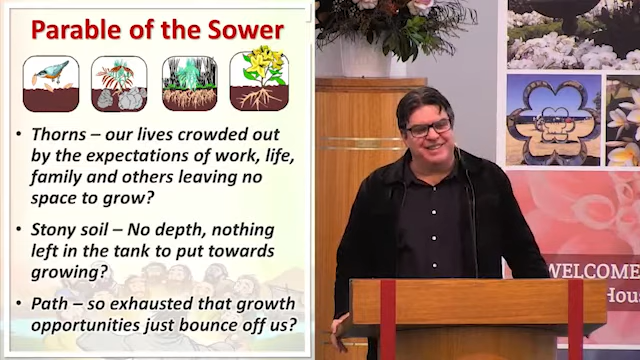 Parable of the Sower
• Thorns – our lives crowded out
by the expectations of work, life,
family and others leaving no
space to grow?
• Stony soil – No depth, nothing
left in the tank to put towards
growing?
• Path – so exhausted that growth
opportunities just bounce off us?
WELCOME